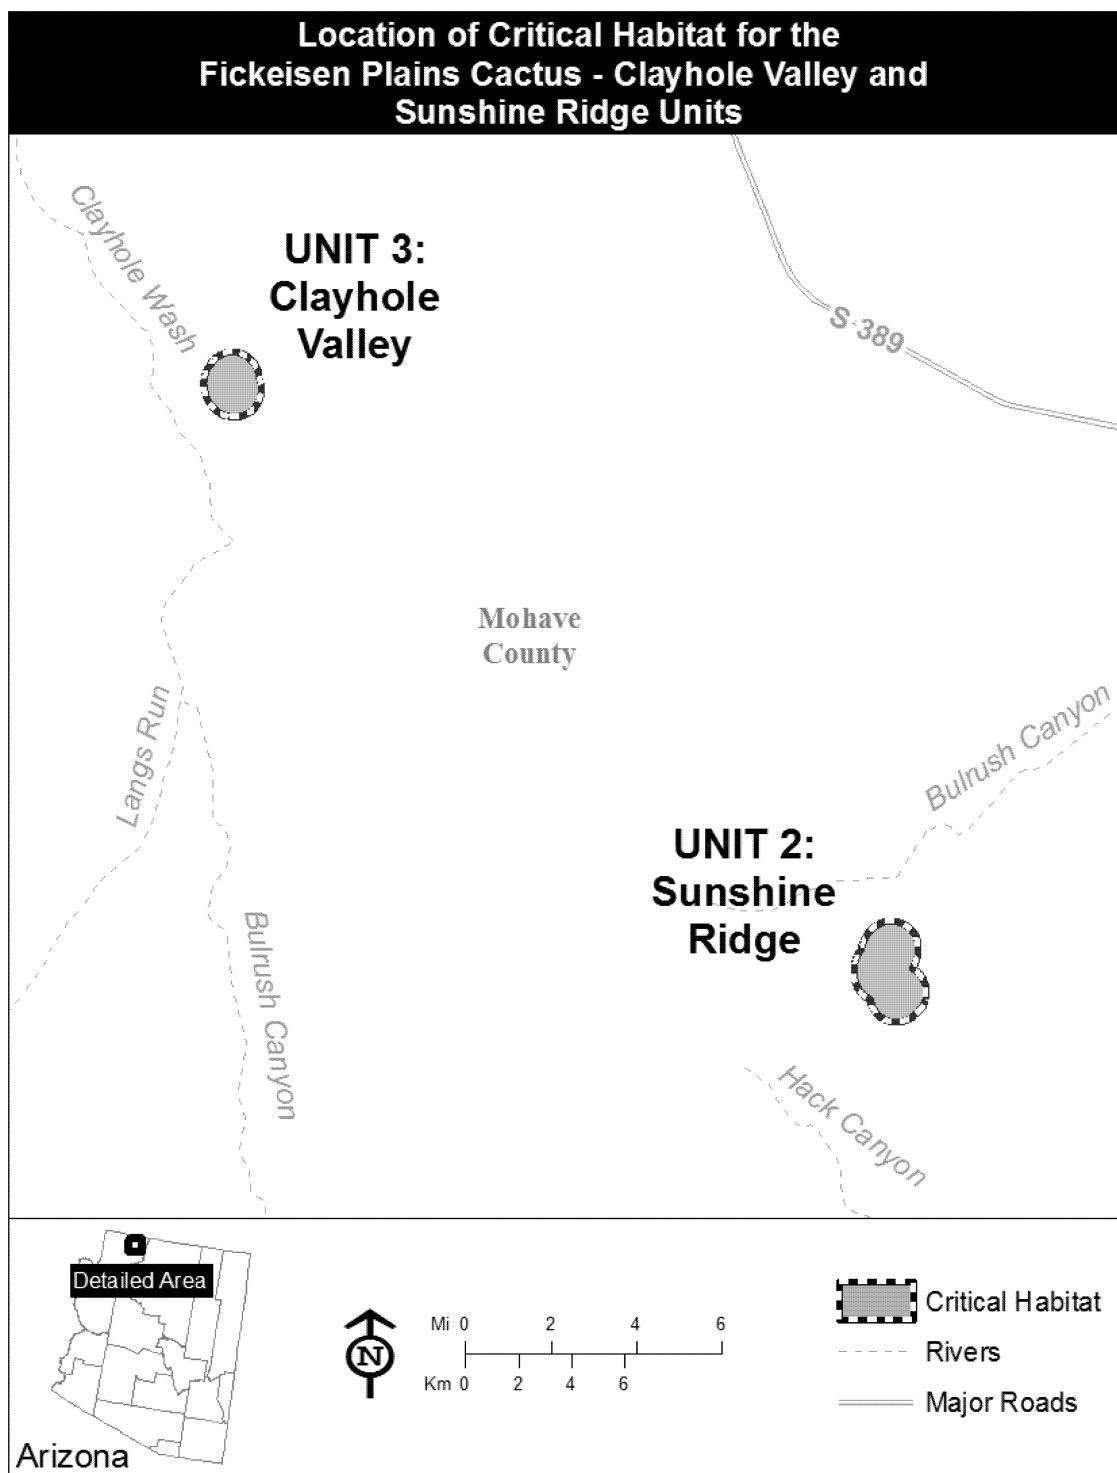 Location of Critical Habitat for the
Fickeisen Plains Cactus - Clayhole Valley and
Sunshine Ridge Units
Clayhole Wash
UNIT 3:
Clayhole
Valley
S 389
Mohave
County
Langs Run
Bulrush Canyon
UNIT 2:
Sunshine
Ridge
Bulrush Canyon
Hack Canyon
Detailed Area
Arizona
N
Mi 0 2 4 6
Km 0 2 4 6
Critical Habitat
Rivers
Major Roads